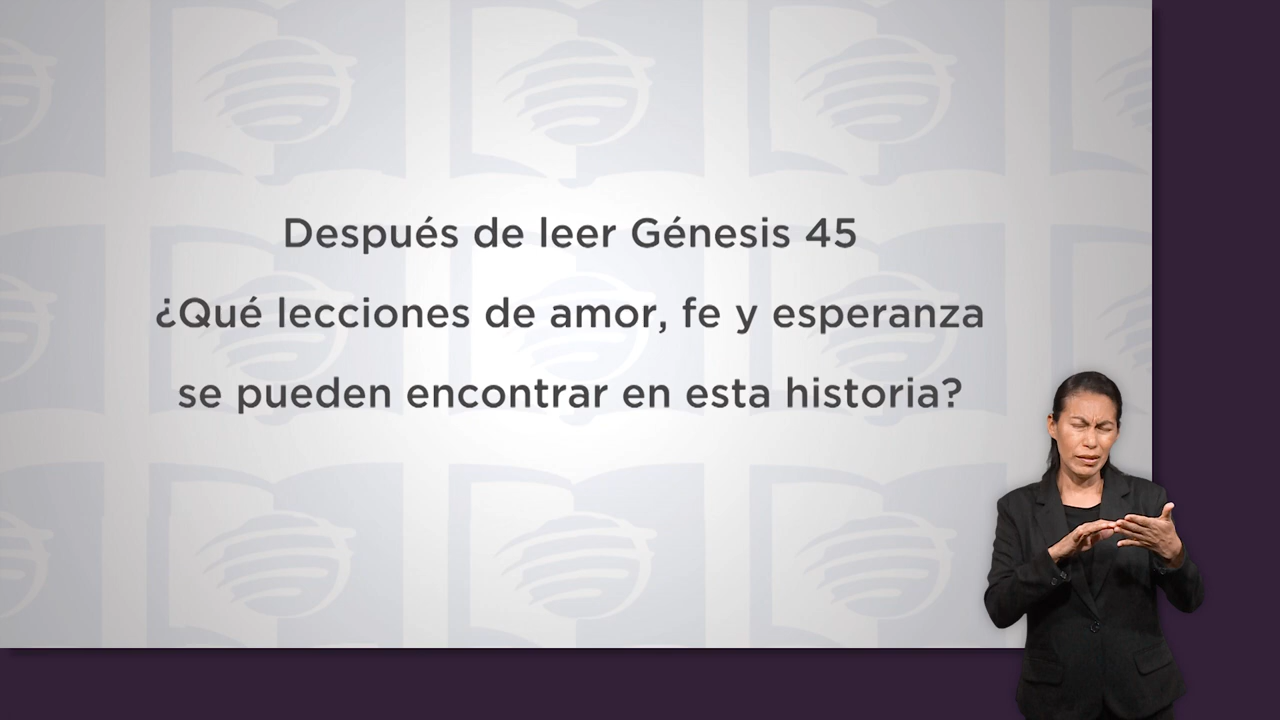 Después de leer Génesis 45
¿Qué lecciones de amor, fe y esperanza
se pueden encontrar en esta historia?